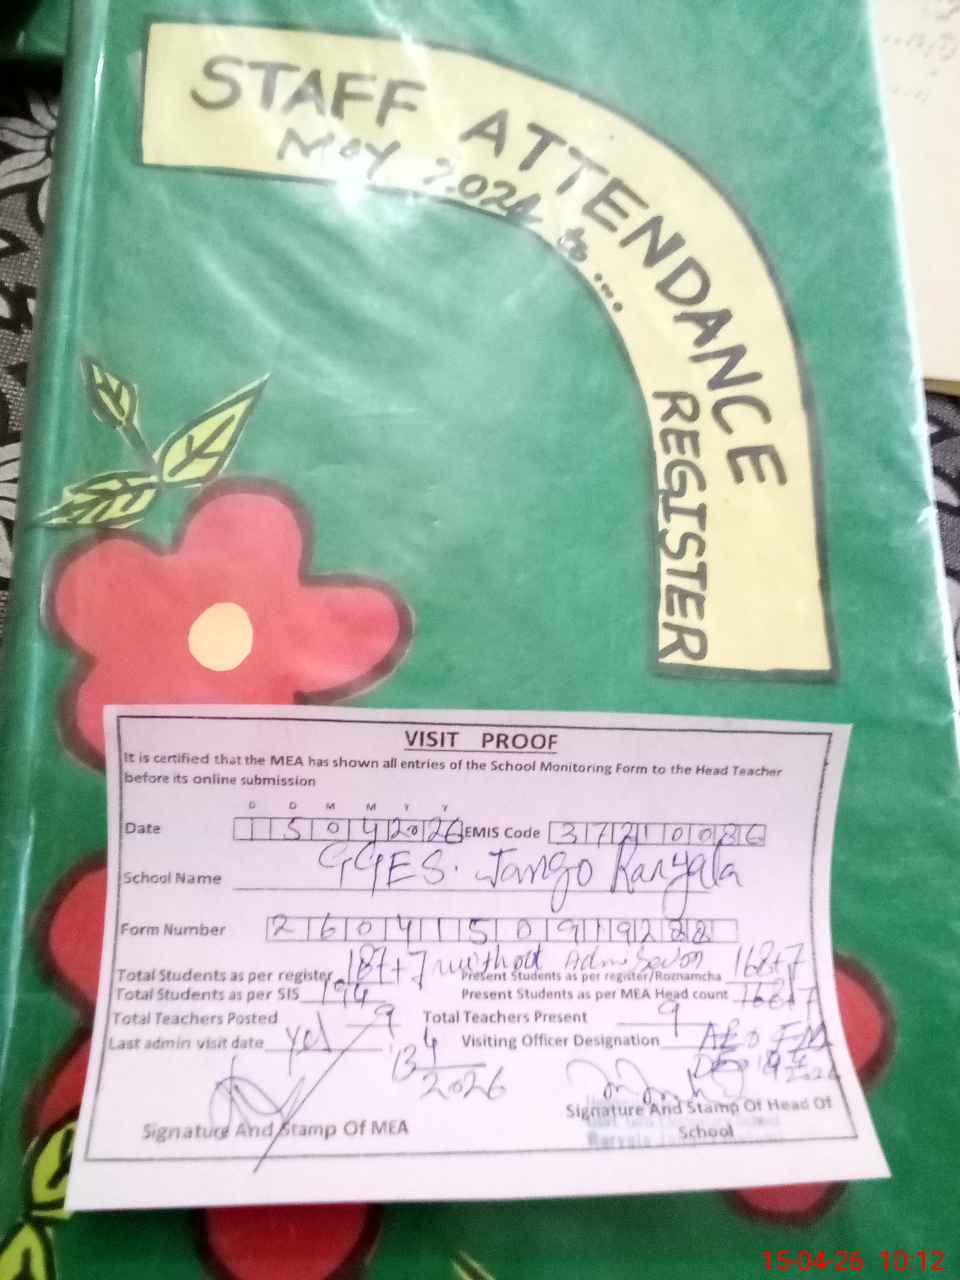 STAFF ATTENDANCE REGISTER
May 2024 to ...
VISIT PROOF
It is certified that the MEA has shown all entries of the School Monitoring Form to the Head Teacher
before its online submission
D D M M Y Y
Date 15042026 EMIS Code 37210086
School Name GGES. Jango Raryala
Form Number 2604150919288
Total Students as per register 187+7 without Present Students as per register/Roznamcha 168+7
Total Students as per SIS 194 Present Students as per MEA Head count 168+7
Total Teachers Posted 9 Total Teachers Present 9
Last admin visit date yes 13 4 2026 Visiting Officer Designation AEO
Signature And Stamp Of MEA
Signature And Stamp Of Head Of
School
15-04-26 10:12